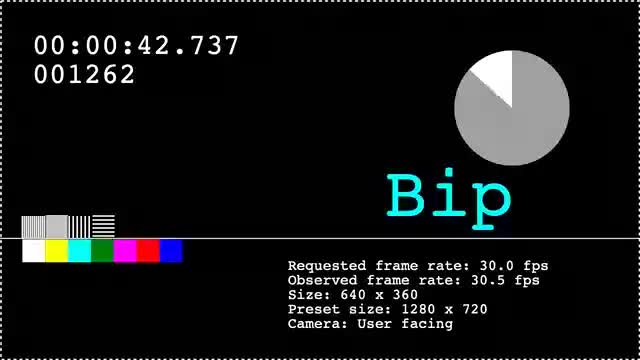 00:00:42.737
001262
Bip
Requested frame rate: 30.0 fps
Observed frame rate: 30.5 fps
Size: 640 x 360
Preset size: 1280 x 720
Camera: User facing